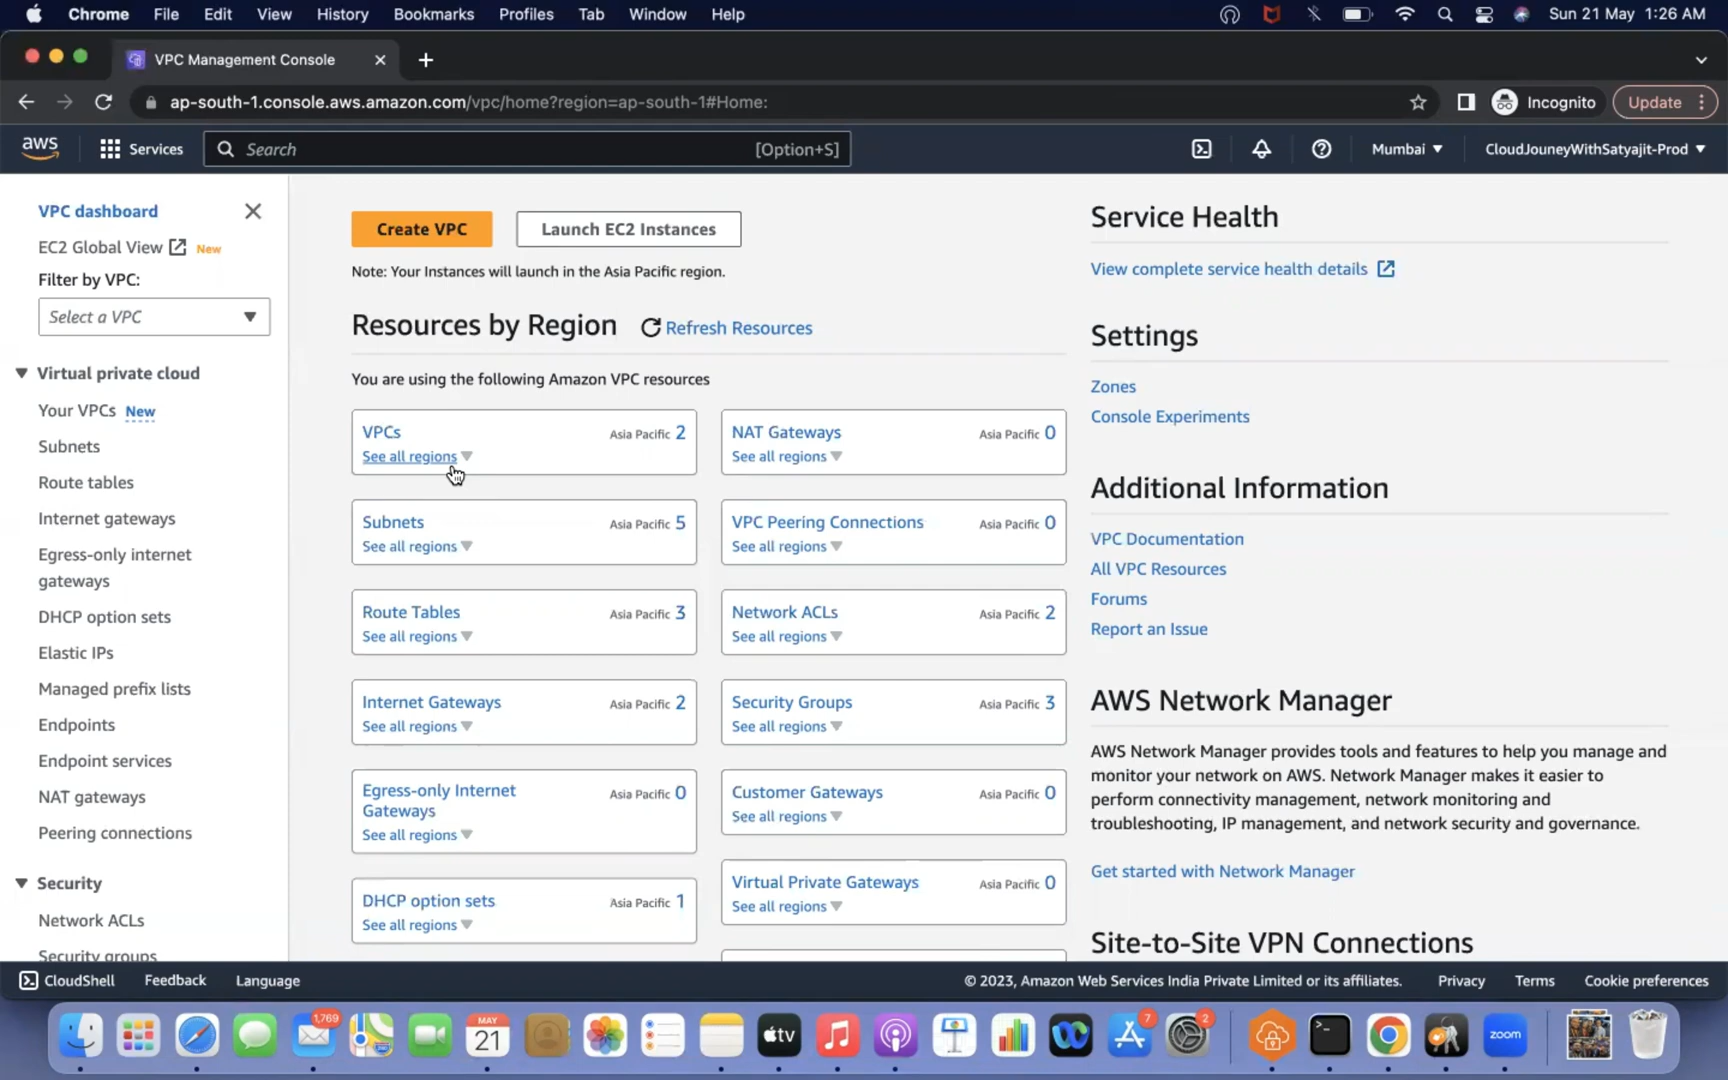 Chrome File Edit View History Bookmarks Profiles Tab Window Help Sun 21 May 1:26 AM
VPC Management Console
ap-south-1.console.aws.amazon.com/vpc/home?region=ap-south-1#Home: Incognito Update
aws Services Search [Option+S] Mumbai CloudJouneyWithSatyajit-Prod
VPC dashboard
EC2 Global View New
Filter by VPC:
Select a VPC
Virtual private cloud
Your VPCs New
Subnets
Route tables
Internet gateways
Egress-only internet
gateways
DHCP option sets
Elastic IPs
Managed prefix lists
Endpoints
Endpoint services
NAT gateways
Peering connections
Security
Network ACLs
Security groups
Create VPC Launch EC2 Instances
Note: Your Instances will launch in the Asia Pacific region.
Resources by Region Refresh Resources
You are using the following Amazon VPC resources
VPCs Asia Pacific 2
See all regions
Subnets Asia Pacific 5
See all regions
Route Tables Asia Pacific 3
See all regions
Internet Gateways Asia Pacific 2
See all regions
Egress-only Internet Asia Pacific 0
Gateways
See all regions
DHCP option sets Asia Pacific 1
See all regions
NAT Gateways Asia Pacific 0
See all regions
VPC Peering Connections Asia Pacific 0
See all regions
Network ACLs Asia Pacific 2
See all regions
Security Groups Asia Pacific 3
See all regions
Customer Gateways Asia Pacific 0
See all regions
Virtual Private Gateways Asia Pacific 0
See all regions
Service Health
View complete service health details
Settings
Zones
Console Experiments
Additional Information
VPC Documentation
All VPC Resources
Forums
Report an Issue
AWS Network Manager
AWS Network Manager provides tools and features to help you manage and
monitor your network on AWS. Network Manager makes it easier to
perform connectivity management, network monitoring and
troubleshooting, IP management, and network security and governance.
Get started with Network Manager
Site-to-Site VPN Connections
CloudShell Feedback Language © 2023, Amazon Web Services India Private Limited or its affiliates. Privacy Terms Cookie preferences
1,769
MAY
21
tv
7
2
zoom